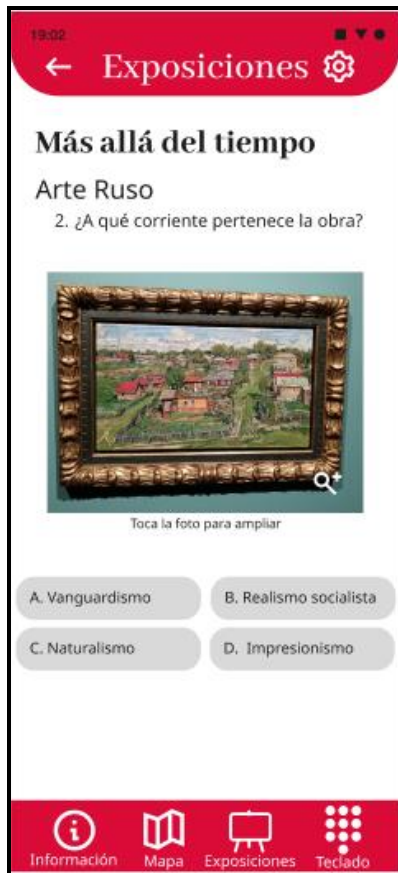 19:02
Exposiciones
Más allá del tiempo
Arte Ruso
2. ¿A qué corriente pertenece la obra?
Toca la foto para ampliar
A. Vanguardismo
B. Realismo socialista
C. Naturalismo
D. Impresionismo
Información
Mapa
Exposiciones
Teclado